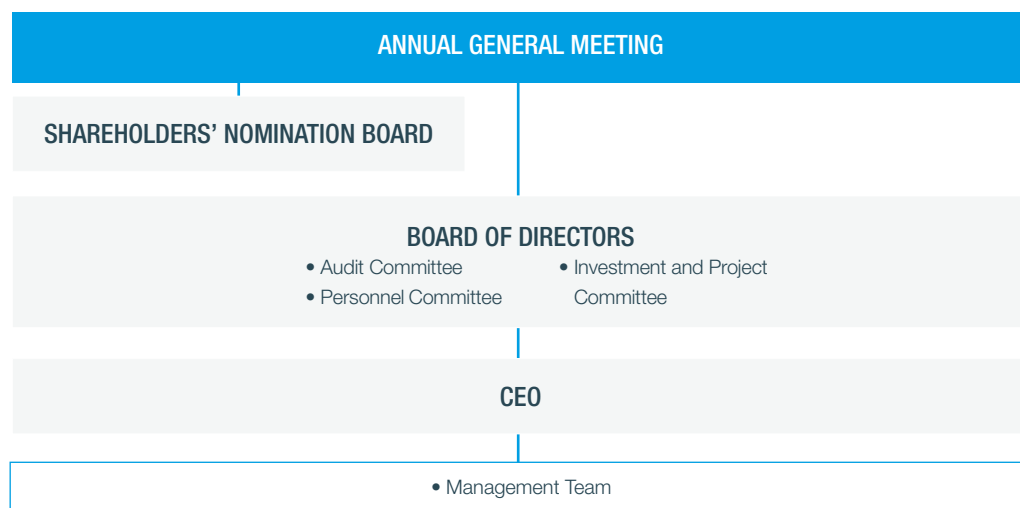 ANNUAL GENERAL MEETING
SHAREHOLDERS’ NOMINATION BOARD
BOARD OF DIRECTORS
• Audit Committee
• Personnel Committee
• Investment and Project
Committee
CEO
• Management Team